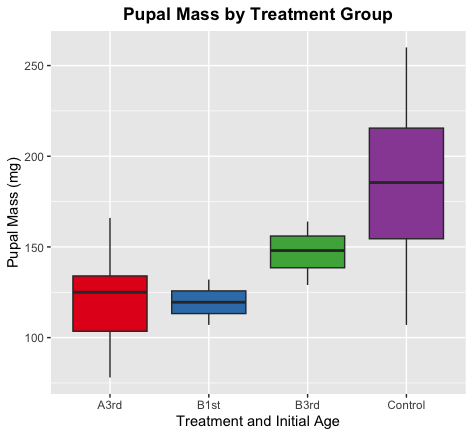 Pupal Mass by Treatment Group
Pupal Mass (mg)
250
200
150
100
A3rd
B1st
B3rd
Control
Treatment and Initial Age